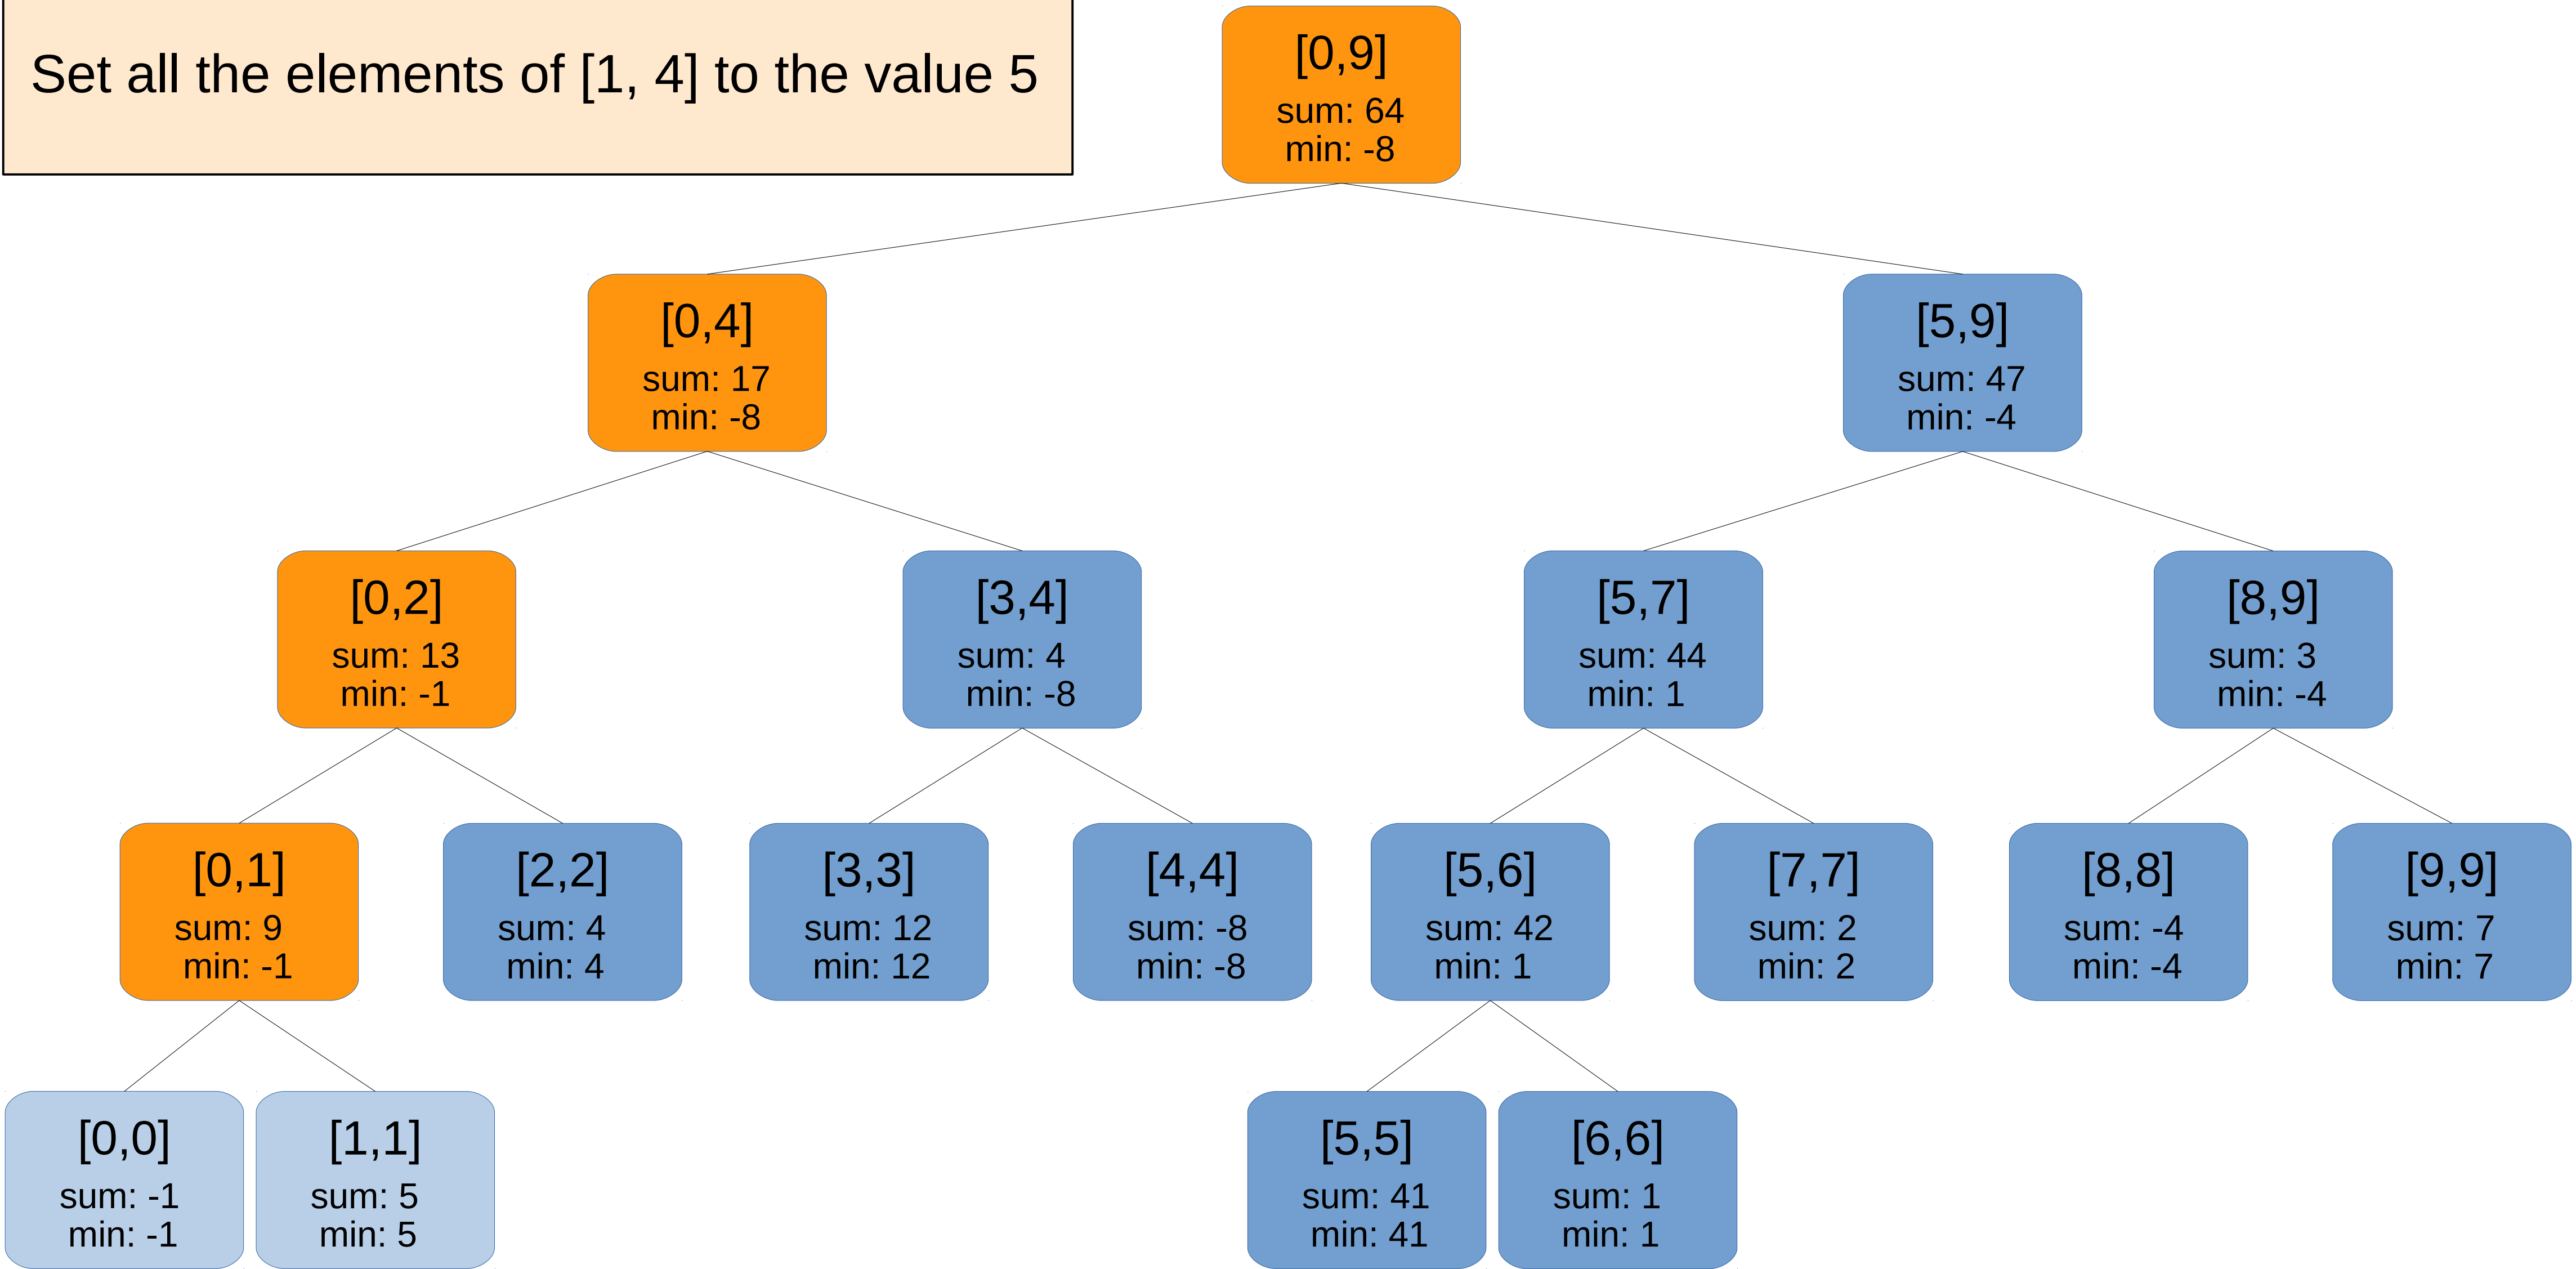 Set all the elements of [1, 4] to the value 5
[0,9]
sum: 64
min: -8
[0,4]
sum: 17
min: -8
[5,9]
sum: 47
min: -4
[0,2]
sum: 13
min: -1
[3,4]
sum: 4
min: -8
[5,7]
sum: 44
min: 1
[8,9]
sum: 3
min: -4
[0,1]
sum: 9
min: -1
[2,2]
sum: 4
min: 4
[3,3]
sum: 12
min: 12
[4,4]
sum: -8
min: -8
[5,6]
sum: 42
min: 1
[7,7]
sum: 2
min: 2
[8,8]
sum: -4
min: -4
[9,9]
sum: 7
min: 7
[0,0]
sum: -1
min: -1
[1,1]
sum: 5
min: 5
[5,5]
sum: 41
min: 41
[6,6]
sum: 1
min: 1